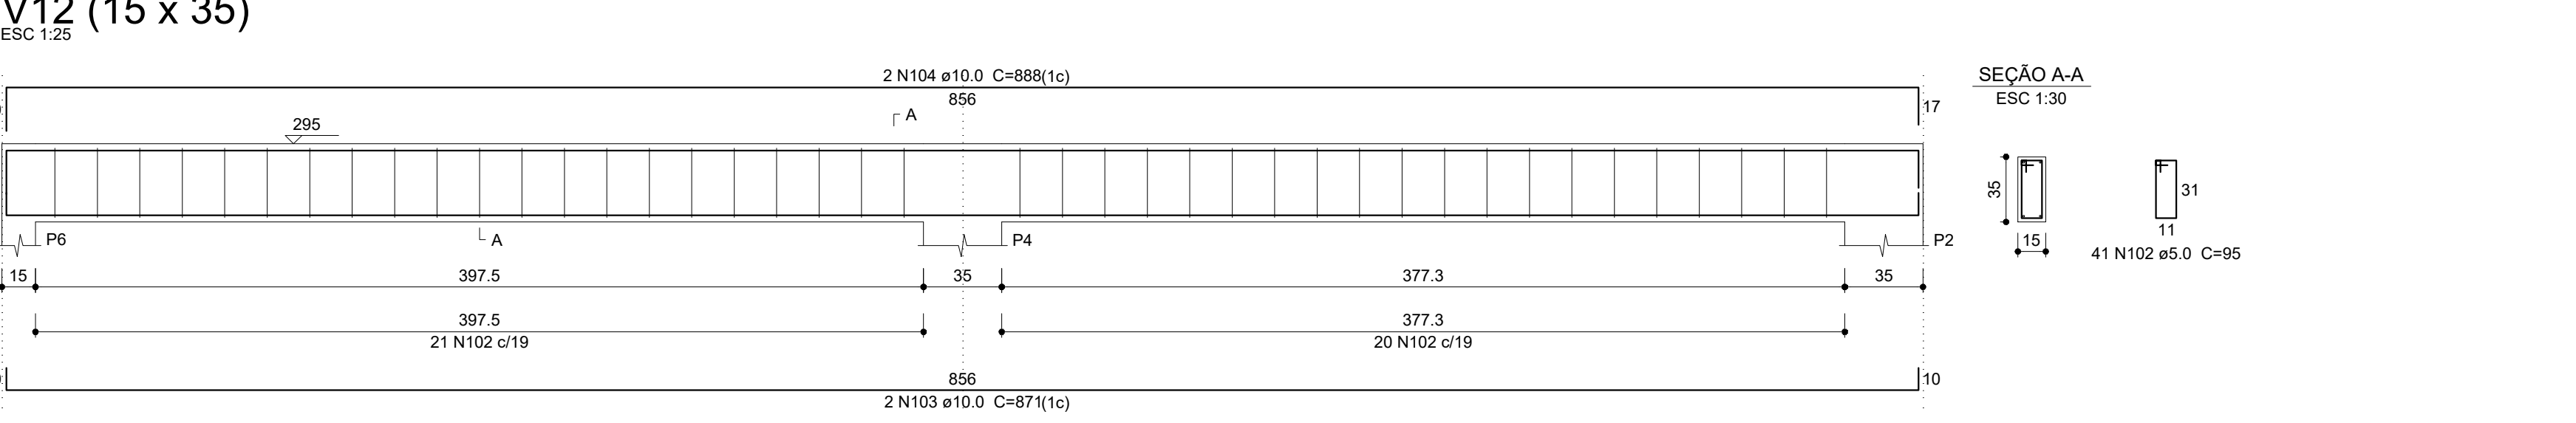 V12 (15 x 35)
ESC 1:25
2 N104 ø10.0 C=888(1c)
856
17
A
295
A
P6
P4
P2
15
397.5
35
377.3
35
397.5
377.3
21 N102 c/19
20 N102 c/19
856
10
2 N103 ø10.0 C=871(1c)
SEÇÃO A-A
ESC 1:30
35
15
31
11
41 N102 ø5.0 C=95